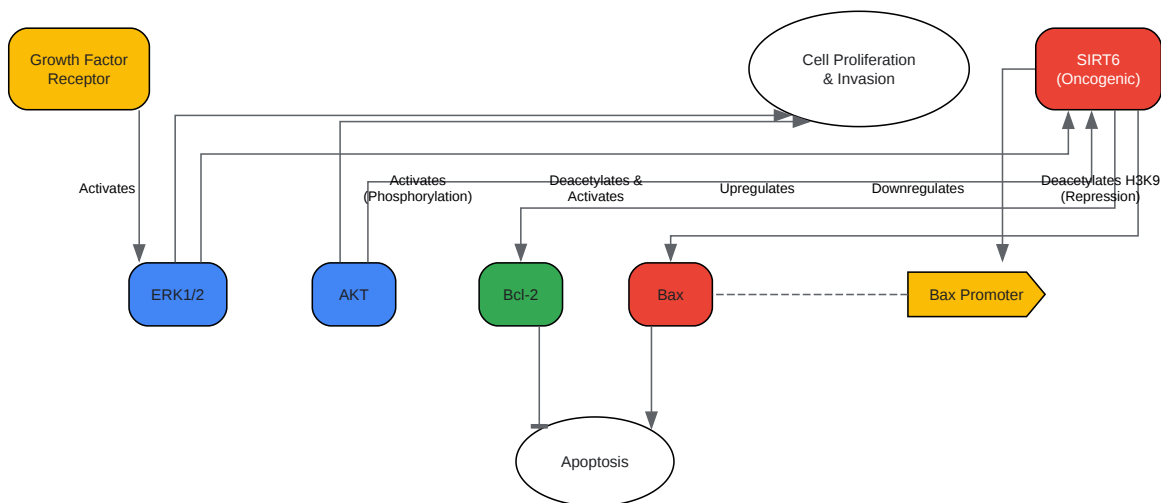 Growth Factor
Receptor
Cell Proliferation
& Invasion
SIRT6
(Oncogenic)
Activates
Activates
(Phosphorylation)
Deacetylates &
Activates
Upregulates
Downregulates
Deacetylates H3K9
(Repression)
ERK1/2
AKT
Bcl-2
Bax
Bax Promoter
Apoptosis